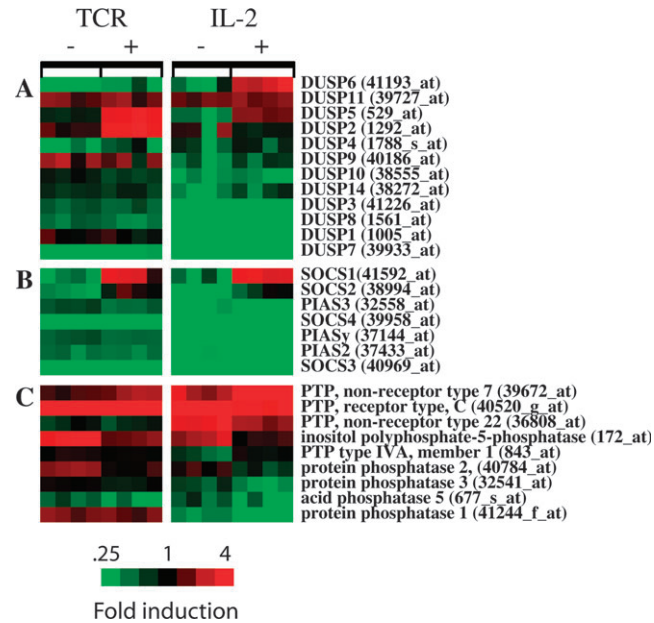 TCR IL-2
- + - +
A
DUSP6 (41193_at)
DUSP11 (39727_at)
DUSP5 (529_at)
DUSP2 (1292_at)
DUSP4 (1788_s_at)
DUSP9 (40186_at)
DUSP10 (38555_at)
DUSP14 (38272_at)
DUSP3 (41226_at)
DUSP8 (1561_at)
DUSP1 (1005_at)
DUSP7 (39933_at)
B
SOCS1(41592_at)
SOCS2 (38994_at)
PIAS3 (32558_at)
SOCS4 (39958_at)
PIASy (37144_at)
PIAS2 (37433_at)
SOCS3 (40969_at)
C
PTP, non-receptor type 7 (39672_at)
PTP, receptor type, C (40520_g_at)
PTP, non-receptor type 22 (36808_at)
inositol polyphosphate-5-phosphatase (172_at)
PTP type IVA, member 1 (843_at)
protein phosphatase 2, (40784_at)
protein phosphatase 3 (32541_at)
acid phosphatase 5 (677_s_at)
protein phosphatase 1 (41244_f_at)
.25 1 4
Fold induction